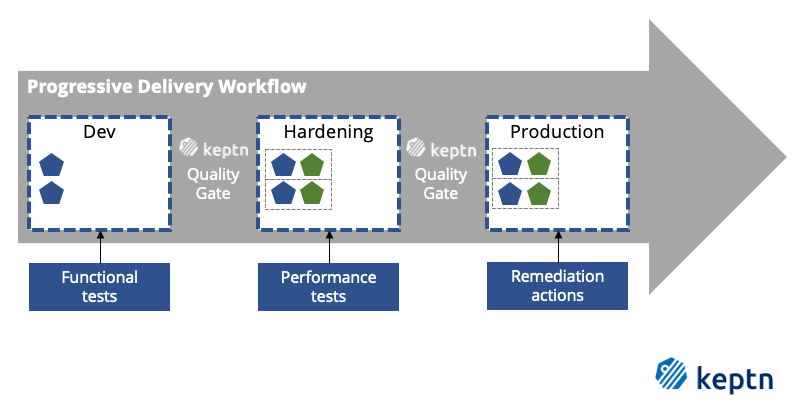 Progressive Delivery Workflow
Dev
keptn
Quality
Gate
Hardening
keptn
Quality
Gate
Production
Functional
tests
Performance
tests
Remediation
actions
keptn